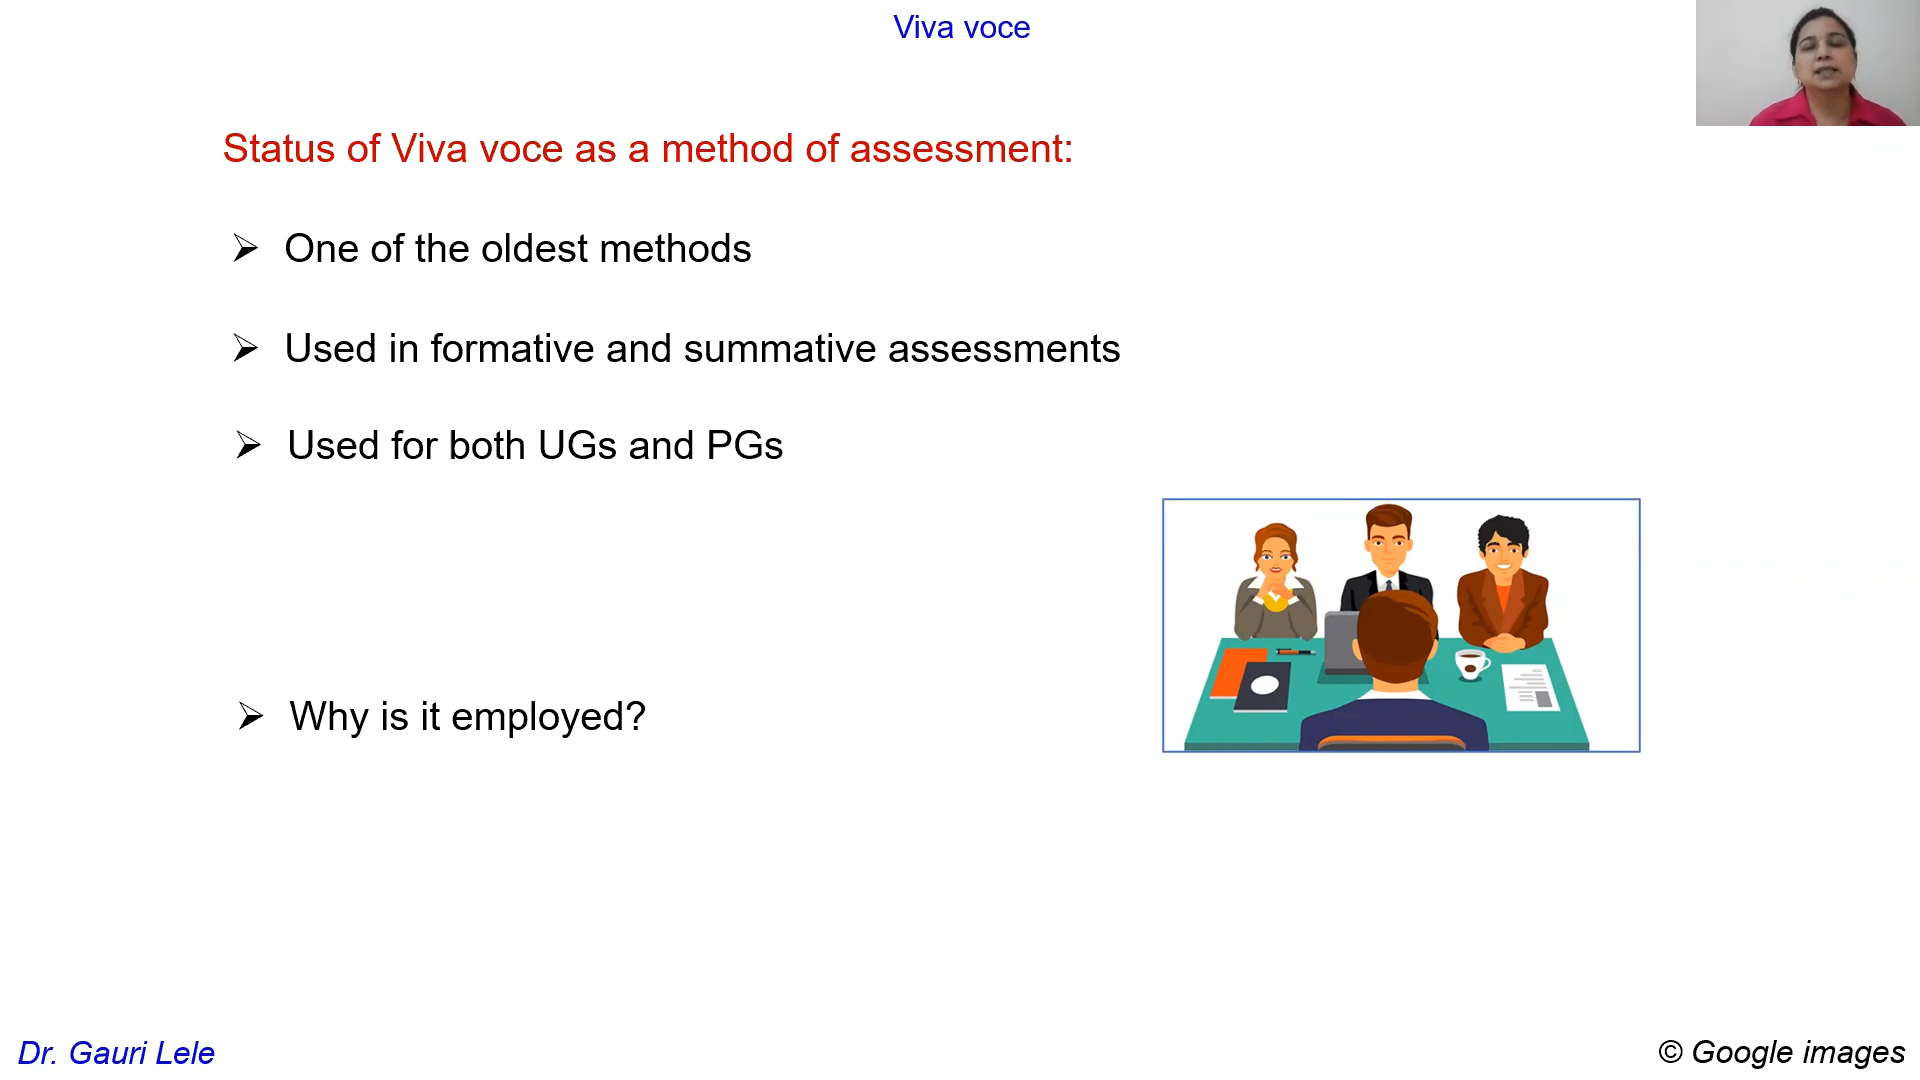 Viva voce
Status of Viva voce as a method of assessment:
➢ One of the oldest methods
➢ Used in formative and summative assessments
➢ Used for both UGs and PGs
➢ Why is it employed?
Dr. Gauri Lele
© Google images